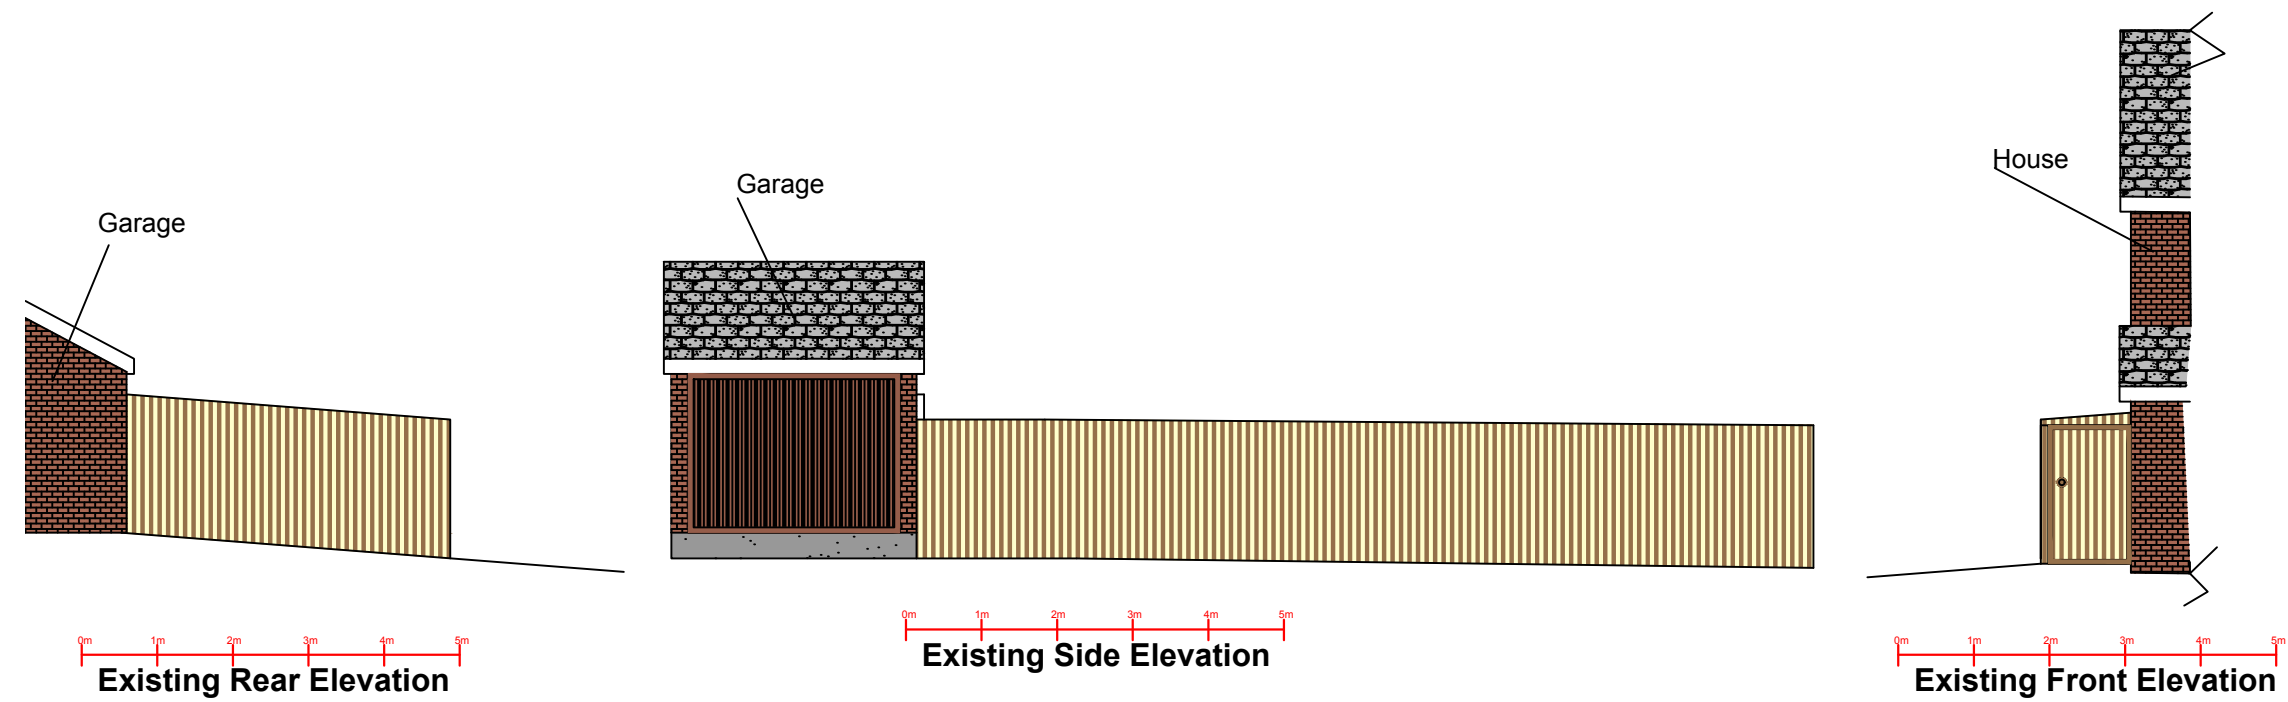 Garage
Garage
House
0m 1m 2m 3m 4m 5m
Existing Rear Elevation
0m 1m 2m 3m 4m 5m
Existing Side Elevation
0m 1m 2m 3m 4m 5m
Existing Front Elevation